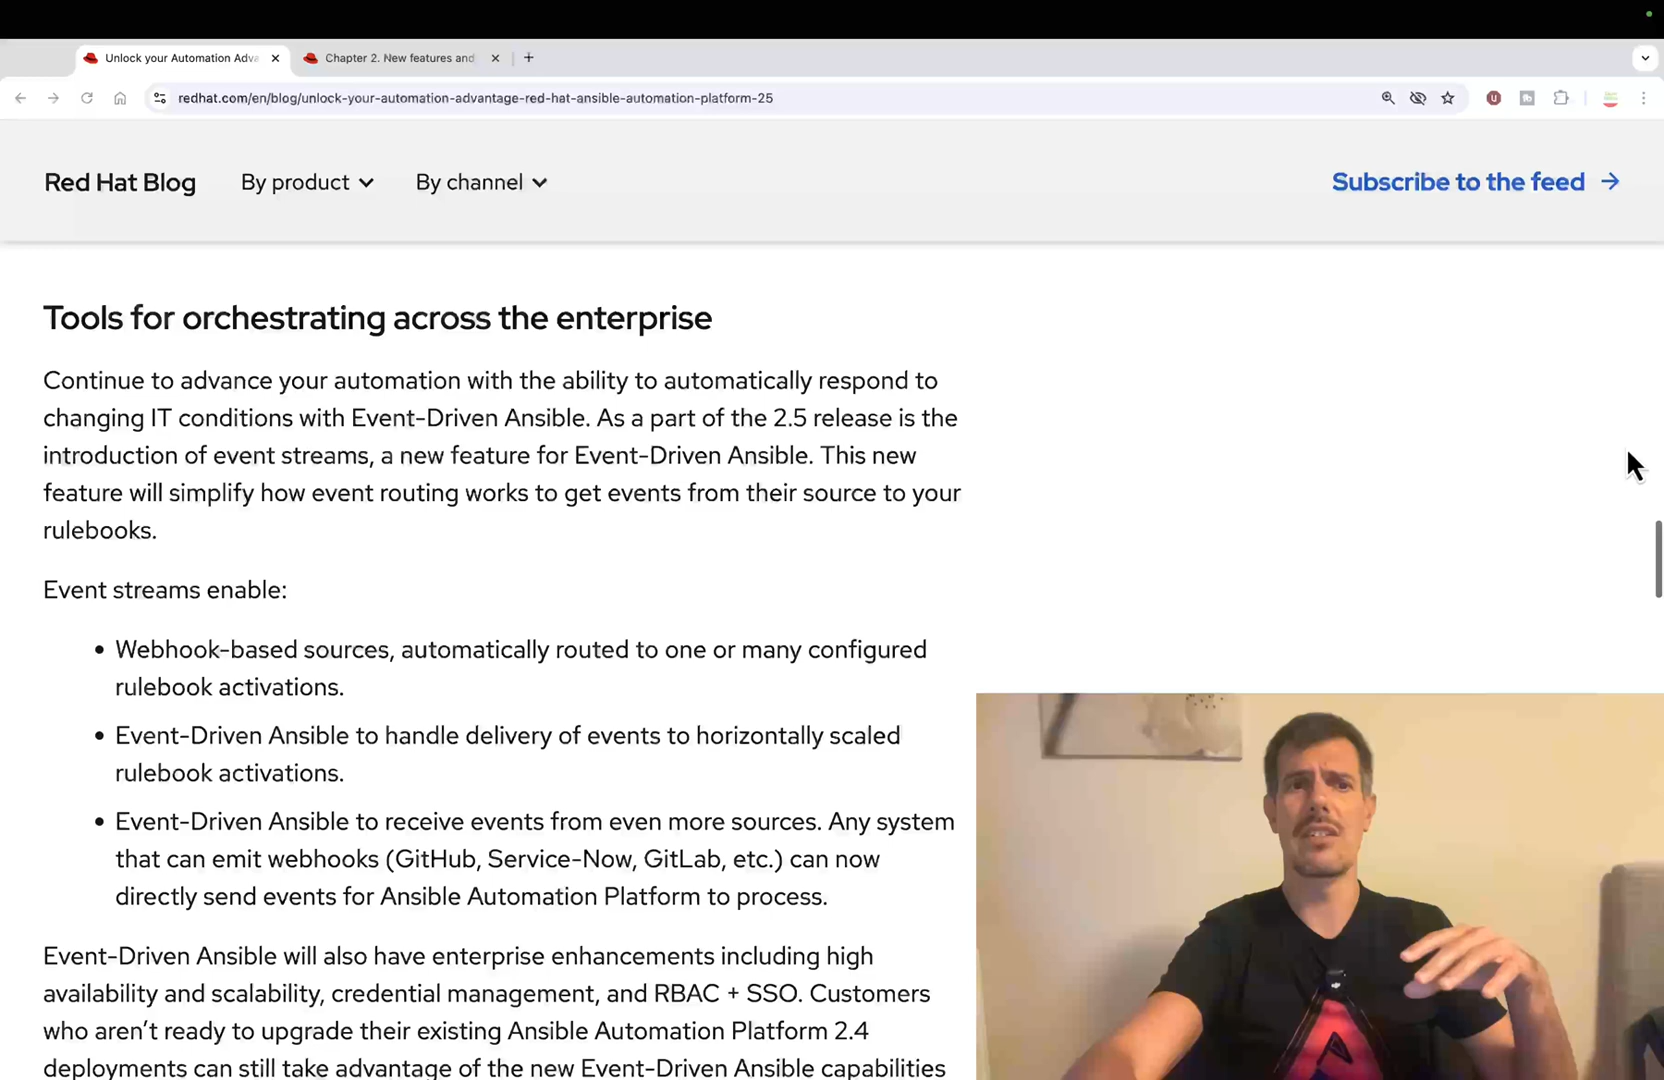 Unlock your Automation Adva
Chapter 2. New features and
redhat.com/en/blog/unlock-your-automation-advantage-red-hat-ansible-automation-platform-25
Red Hat Blog
By product
By channel
Subscribe to the feed
Tools for orchestrating across the enterprise
Continue to advance your automation with the ability to automatically respond to
changing IT conditions with Event-Driven Ansible. As a part of the 2.5 release is the
introduction of event streams, a new feature for Event-Driven Ansible. This new
feature will simplify how event routing works to get events from their source to your
rulebooks.
Event streams enable:
• Webhook-based sources, automatically routed to one or many configured
rulebook activations.
• Event-Driven Ansible to handle delivery of events to horizontally scaled
rulebook activations.
• Event-Driven Ansible to receive events from even more sources. Any system
that can emit webhooks (GitHub, Service-Now, GitLab, etc.) can now
directly send events for Ansible Automation Platform to process.
Event-Driven Ansible will also have enterprise enhancements including high
availability and scalability, credential management, and RBAC + SSO. Customers
who aren’t ready to upgrade their existing Ansible Automation Platform 2.4
deployments can still take advantage of the new Event-Driven Ansible capabilities